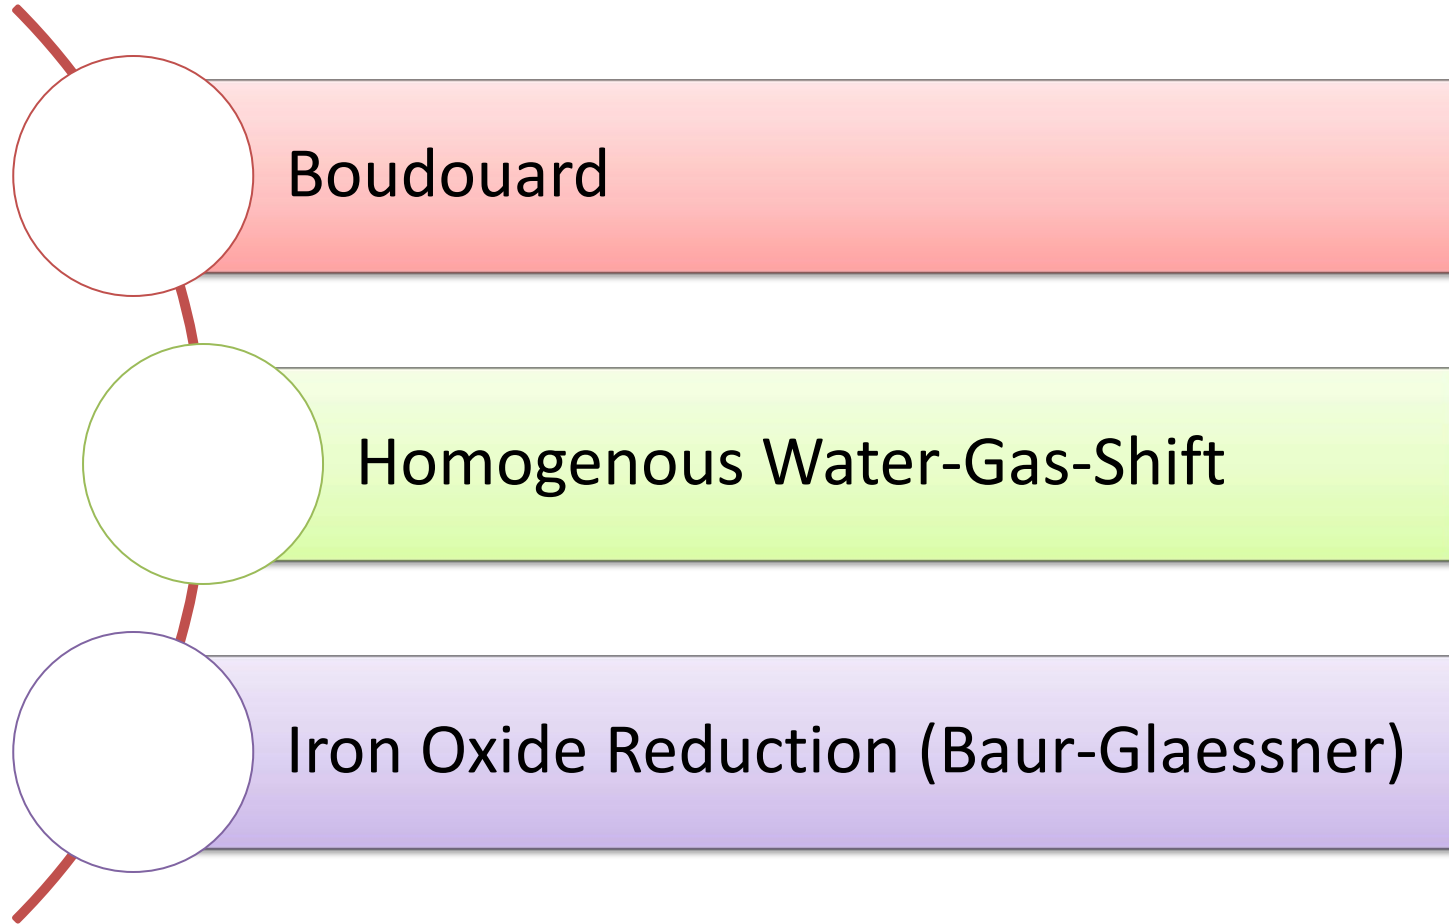 Boudouard
Homogenous Water-Gas-Shift
Iron Oxide Reduction (Baur-Glaessner)